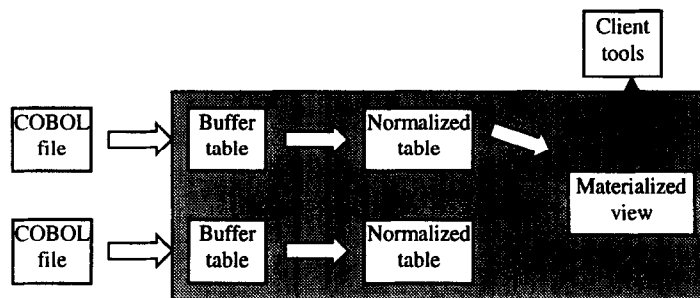 Client
tools
COBOL
file
Buffer
table
Normalized
table
Materialized
view
COBOL
file
Buffer
table
Normalized
table